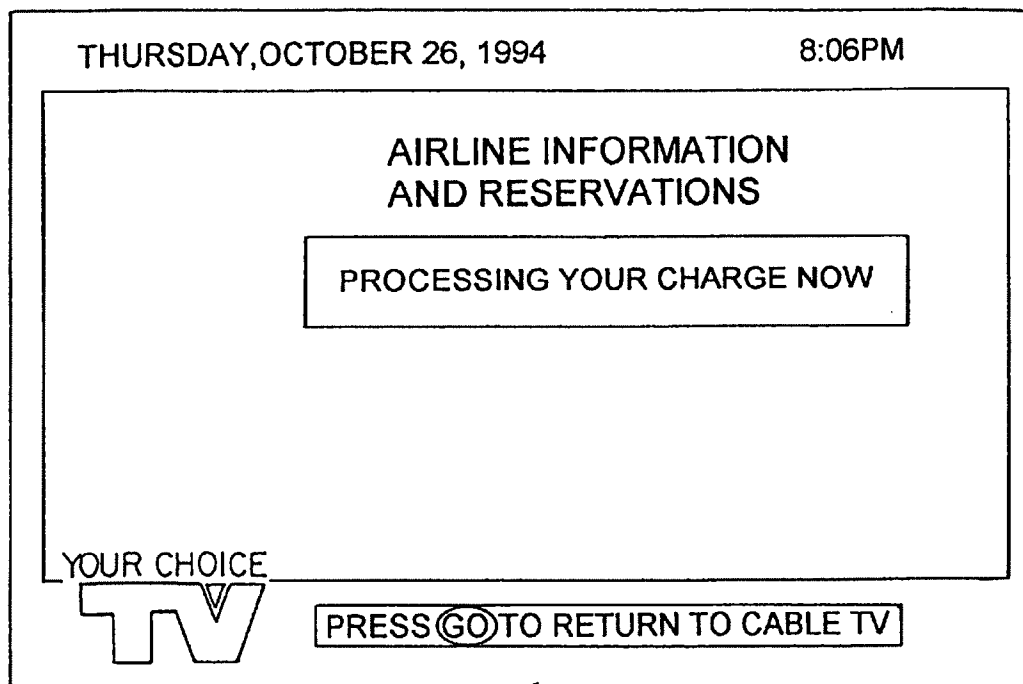 THURSDAY,OCTOBER 26, 1994 8:06PM
AIRLINE INFORMATION
AND RESERVATIONS
PROCESSING YOUR CHARGE NOW
YOUR CHOICE
TV
PRESS GO TO RETURN TO CABLE TV